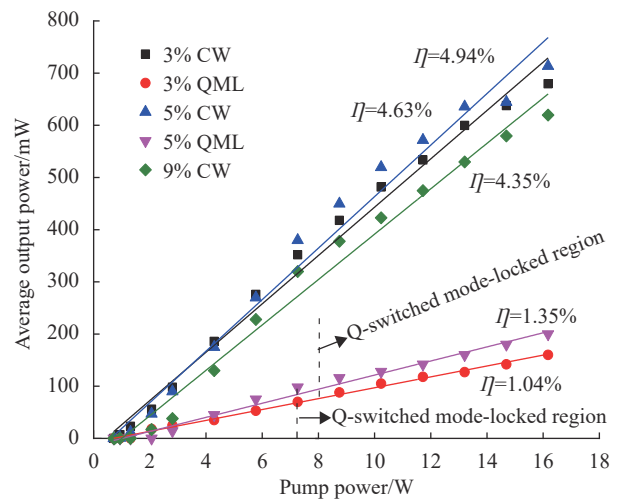 800
700
600
500
400
300
200
100
0
Average output power/mW
3% CW
3% QML
5% CW
5% QML
9% CW
η=4.94%
η=4.63%
η=4.35%
Q-switched mode-locked region
η=1.35%
η=1.04%
Q-switched mode-locked region
0 2 4 6 8 10 12 14 16 18
Pump power/W